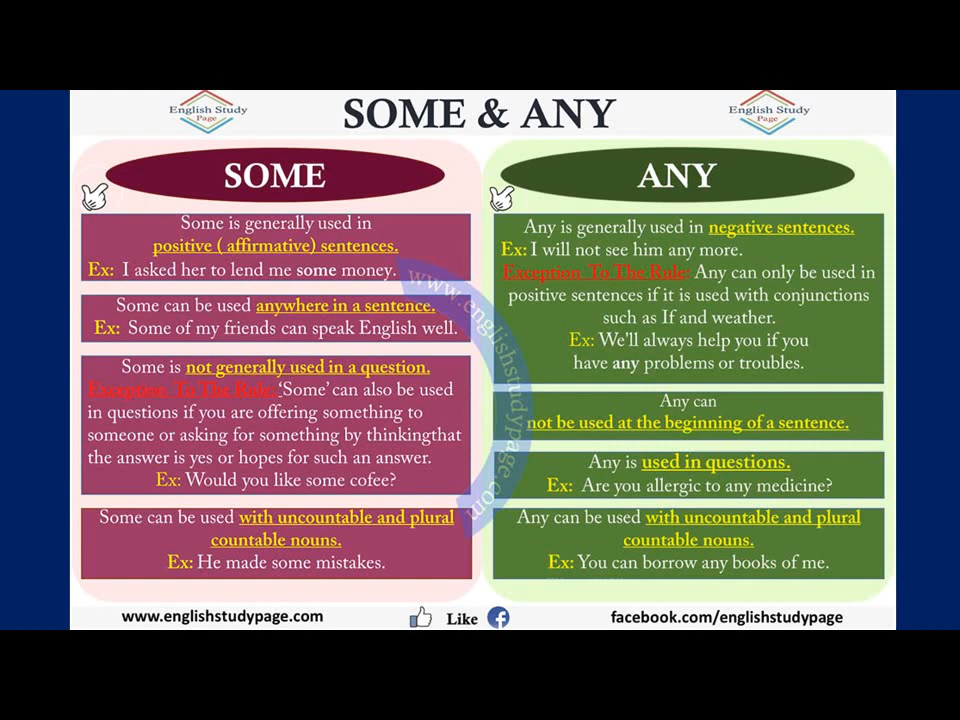 English Study
Page
SOME & ANY
English Study
Page
SOME
Some is generally used in
positive ( affirmative) sentences.
Ex: I asked her to lend me some money.
Some can be used anywhere in a sentence.
Ex: Some of my friends can speak English well.
Some is not generally used in a question.
Exception To The Rule: 'Some' can also be used
in questions if you are offering something to
someone or asking for something by thinkingthat
the answer is yes or hopes for such an answer.
Ex: Would you like some cofee?
Some can be used with uncountable and plural
countable nouns.
Ex: He made some mistakes.
ANY
Any is generally used in negative sentences.
Ex: I will not see him any more.
Exception To The Rule: Any can only be used in
positive sentences if it is used with conjunctions
such as If and weather.
Ex: We'll always help you if you
have any problems or troubles.
Any can
not be used at the beginning of a sentence.
Any is used in questions.
Ex: Are you allergic to any medicine?
Any can be used with uncountable and plural
countable nouns.
Ex: You can borrow any books of me.
www.englishstudypage.com
www.englishstudypage.com
Like
facebook.com/englishstudypage